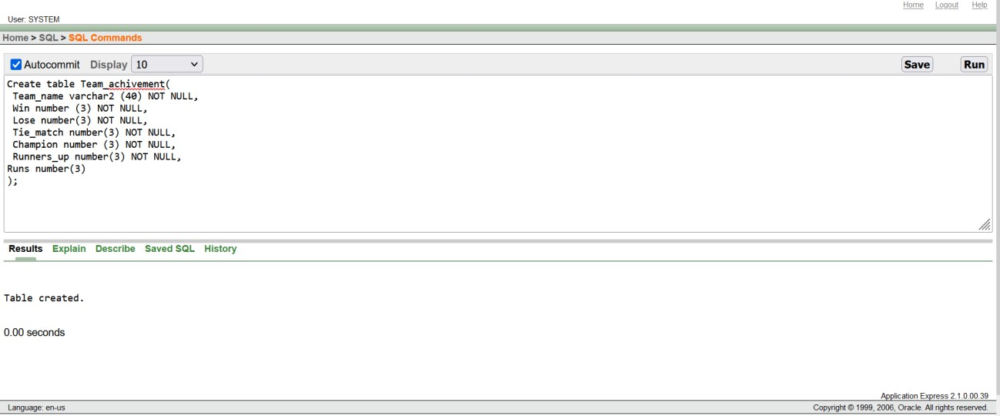 Home Logout Help
User: SYSTEM
Home > SQL > SQL Commands
Autocommit Display 10 Save Run
Create table Team_achivement(
Team_name varchar2 (40) NOT NULL,
Win number (3) NOT NULL,
Lose number(3) NOT NULL,
Tie_match number(3) NOT NULL,
Champion number (3) NOT NULL,
Runners_up number(3) NOT NULL,
Runs number(3)
);
Results Explain Describe Saved SQL History
Table created.
0.00 seconds
Application Express 2.1.0.00.39
Language: en-us Copyright © 1999, 2006, Oracle. All rights reserved.